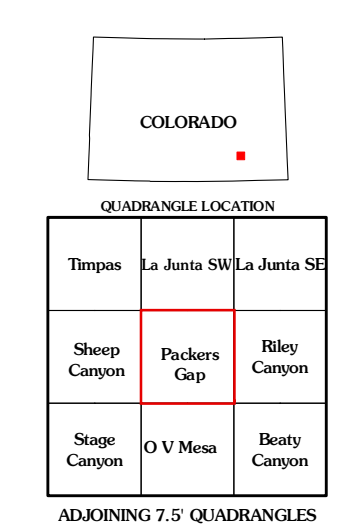 COLORADO
QUADRANGLE LOCATION
Timpas
La Junta SW
La Junta SE
Sheep
Canyon
Packers
Gap
Riley
Canyon
Stage
Canyon
O V Mesa
Beaty
Canyon
ADJOINING 7.5' QUADRANGLES